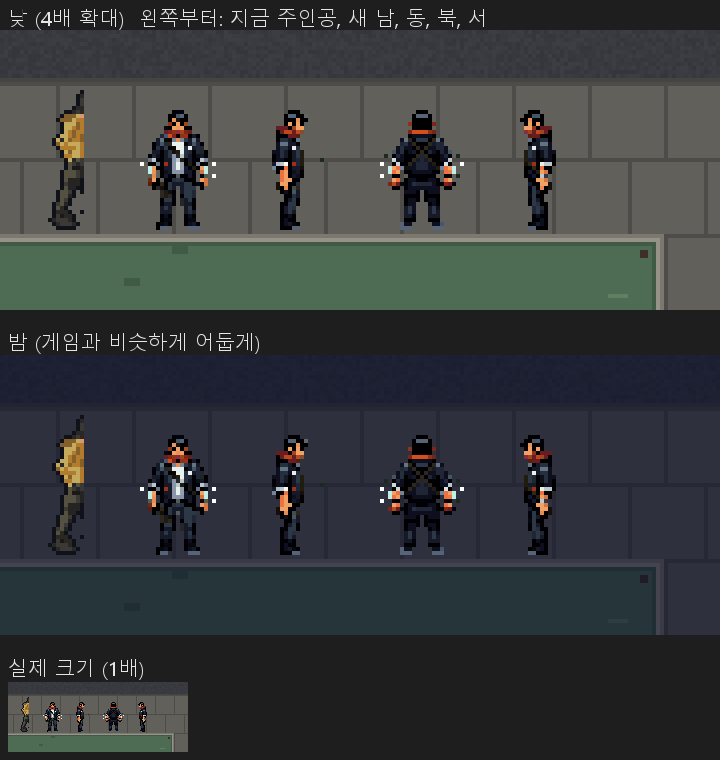 낮 (4배 확대)   왼쪽부터: 지금 주인공, 새 남, 동, 북, 서
밤 (게임과 비슷하게 어둡게)
실제 크기 (1배)